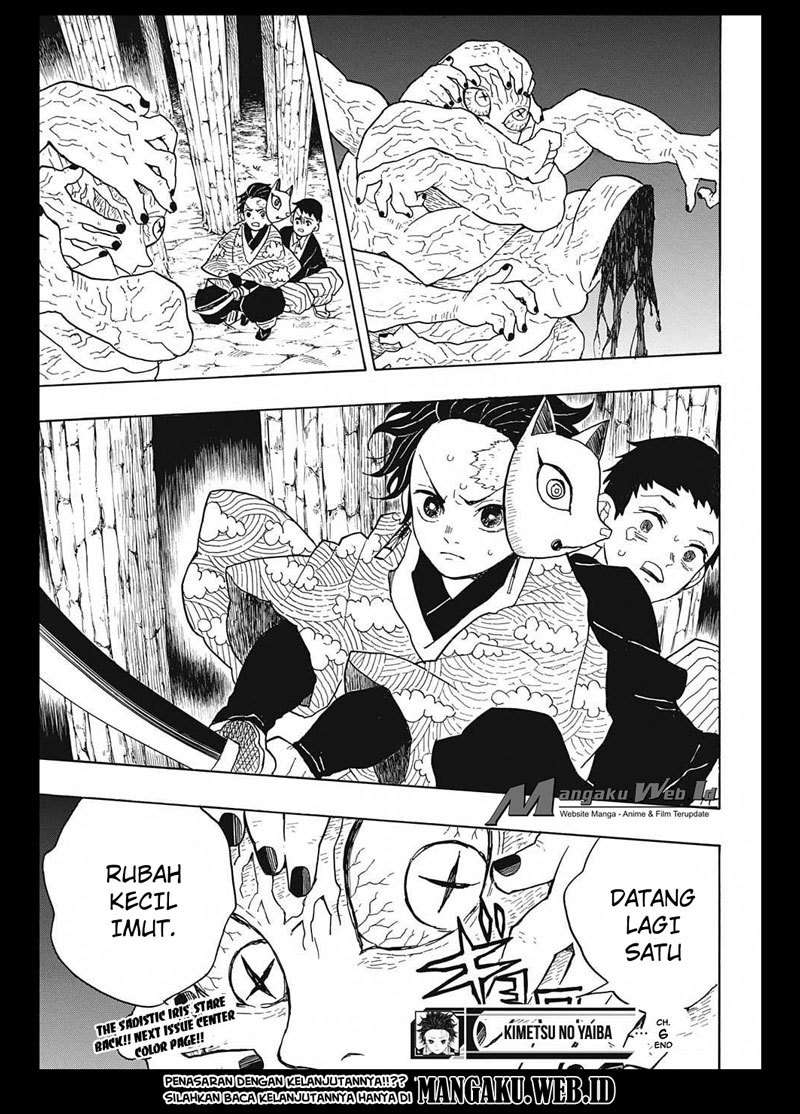 Mangaku Web Id
Website Manga - Anime & Film Terupdate
DATANG
LAGI
SATU
RUBAH
KECIL
IMUT.
THE SADISTIC IRIS STARE
BACK!! NEXT ISSUE CENTER
COLOR PAGE!!
KIMETSU NO YAIBA
CH.
6
END
PENASARAN DENGAN KELANJUTANNYA!!??
SILAHKAN BACA KELANJUTANNYA HANYA DI
MANGAKU.WEB.ID